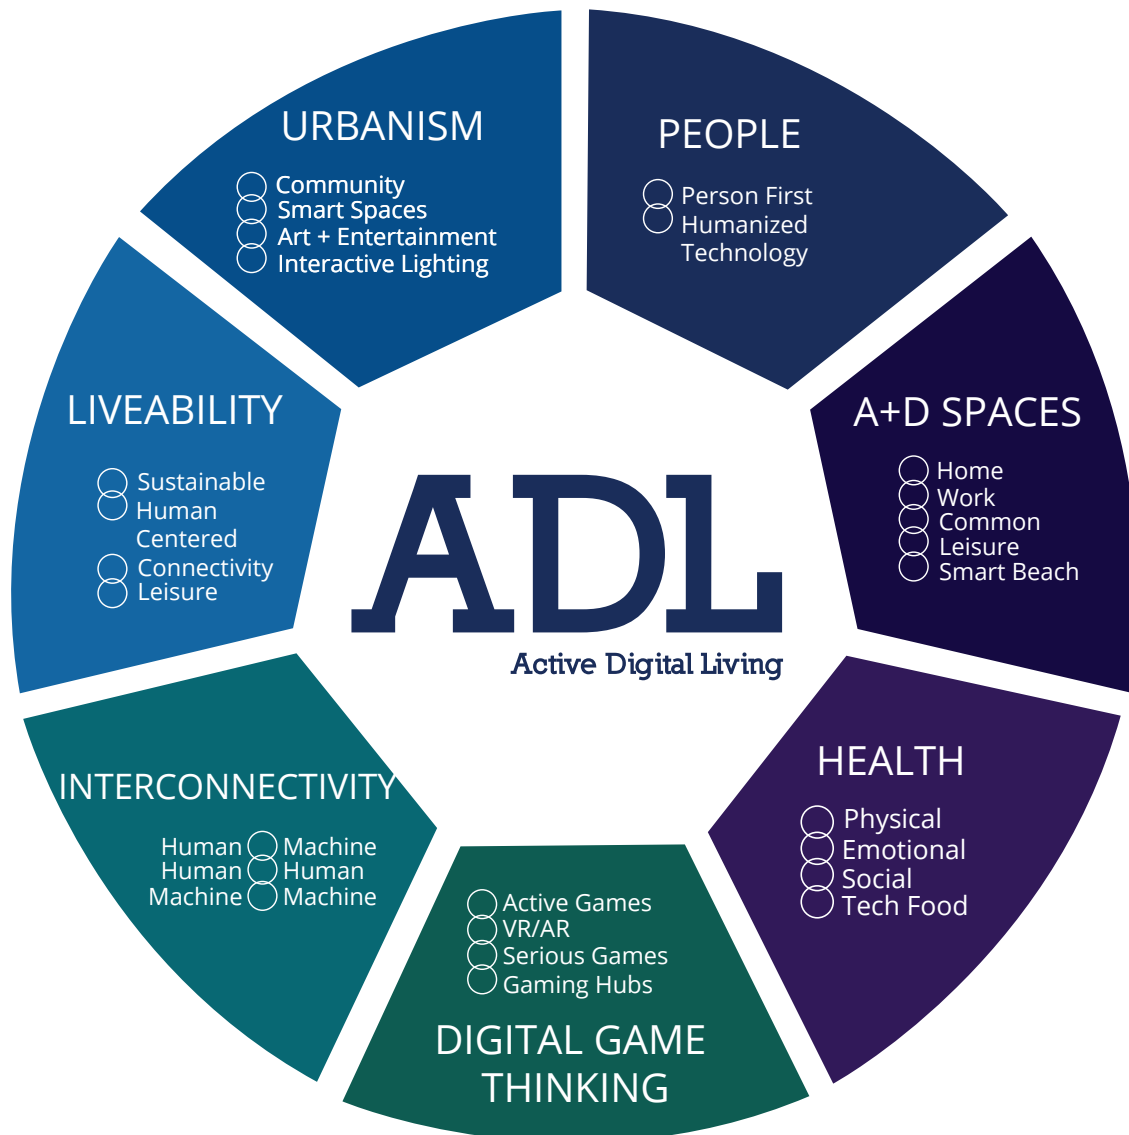 URBANISM
Community
Smart Spaces
Art + Entertainment
Interactive Lighting
PEOPLE
Person First
Humanized
Technology
A+D SPACES
Home
Work
Common
Leisure
Smart Beach
HEALTH
Physical
Emotional
Social
Tech Food
Active Games
VR/AR
Serious Games
Gaming Hubs
DIGITAL GAME
THINKING
INTERCONNECTIVITY
Human Machine
Human Human
Machine Machine
LIVEABILITY
Sustainable
Human
Centered
Connectivity
Leisure
ADL
Active Digital Living